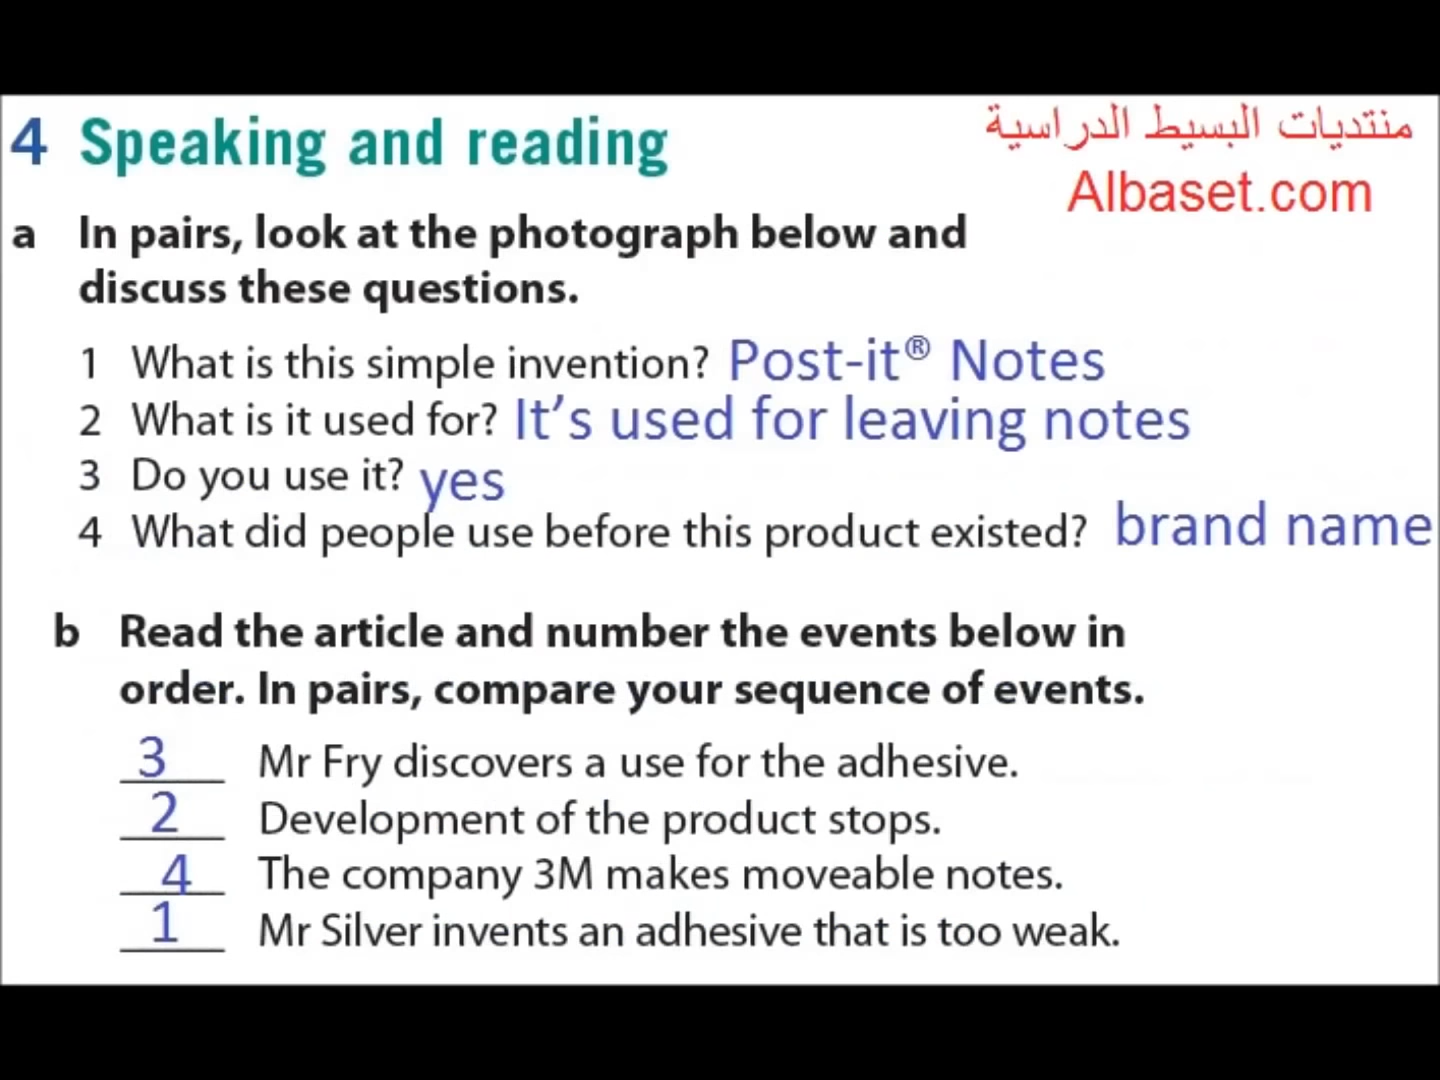 4 Speaking and reading
منتديات البسيط الدراسية
Albaset.com
a In pairs, look at the photograph below and
discuss these questions.
1 What is this simple invention? Post-it® Notes
2 What is it used for? It's used for leaving notes
3 Do you use it? yes
4 What did people use before this product existed? brand name
b Read the article and number the events below in
order. In pairs, compare your sequence of events.
3 Mr Fry discovers a use for the adhesive.
2 Development of the product stops.
4 The company 3M makes moveable notes.
1 Mr Silver invents an adhesive that is too weak.